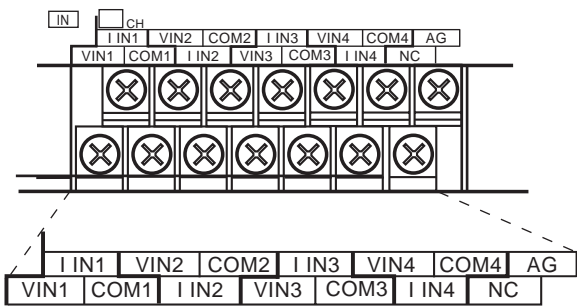 IN CH
I IN1 VIN2 COM2 I IN3 VIN4 COM4 AG
VIN1 COM1 I IN2 VIN3 COM3 I IN4 NC
I IN1 VIN2 COM2 I IN3 VIN4 COM4 AG
VIN1 COM1 I IN2 VIN3 COM3 I IN4 NC